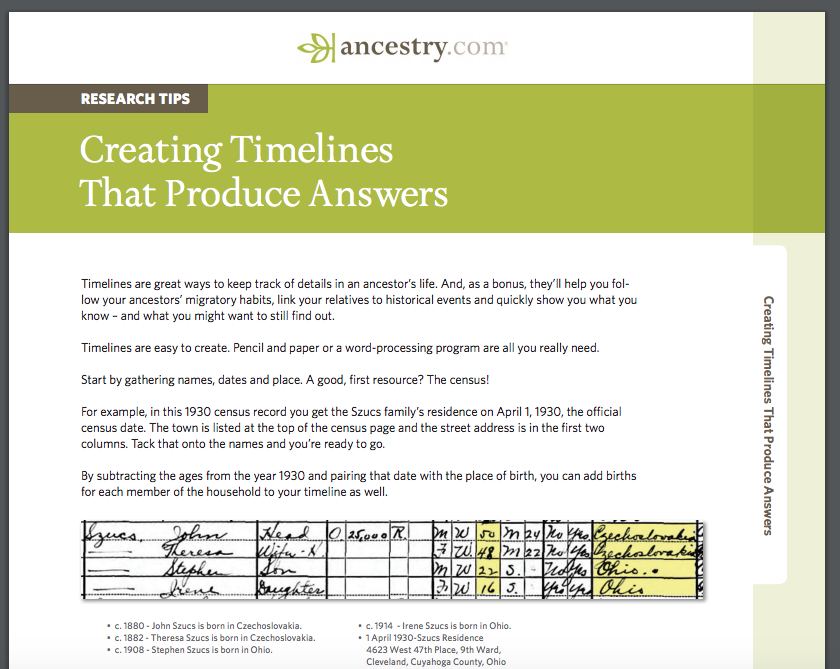 ancestry.com
RESEARCH TIPS
Creating Timelines
That Produce Answers
Timelines are great ways to keep track of details in an ancestor's life. And, as a bonus, they'll help you fol-
low your ancestors' migratory habits, link your relatives to historical events and quickly show you what you
know – and what you might want to still find out.
Timelines are easy to create. Pencil and paper or a word-processing program are all you really need.
Start by gathering names, dates and place. A good, first resource? The census!
For example, in this 1930 census record you get the Szucs family's residence on April 1, 1930, the official
census date. The town is listed at the top of the census page and the street address is in the first two
columns. Tack that onto the names and you're ready to go.
By subtracting the ages from the year 1930 and pairing that date with the place of birth, you can add births
for each member of the household to your timeline as well.
Szucs, John Head O 25,000 R. M W 50 M 24 No Yes Czechoslovakia
Theresa Wife-H F W 48 M 22 No Yes Czechoslovakia
Stephen Son M W 22 S. No Yes Ohio
Irene Daughter F W 16 S. Yes Yes Ohio
• c. 1880 - John Szucs is born in Czechoslovakia.
• c. 1882 - Theresa Szucs is born in Czechoslovakia.
• c. 1908 - Stephen Szucs is born in Ohio.
• c. 1914 - Irene Szucs is born in Ohio.
• 1 April 1930-Szucs Residence
4623 West 47th Place, 9th Ward,
Cleveland, Cuyahoga County, Ohio
Creating Timelines That Produce Answers